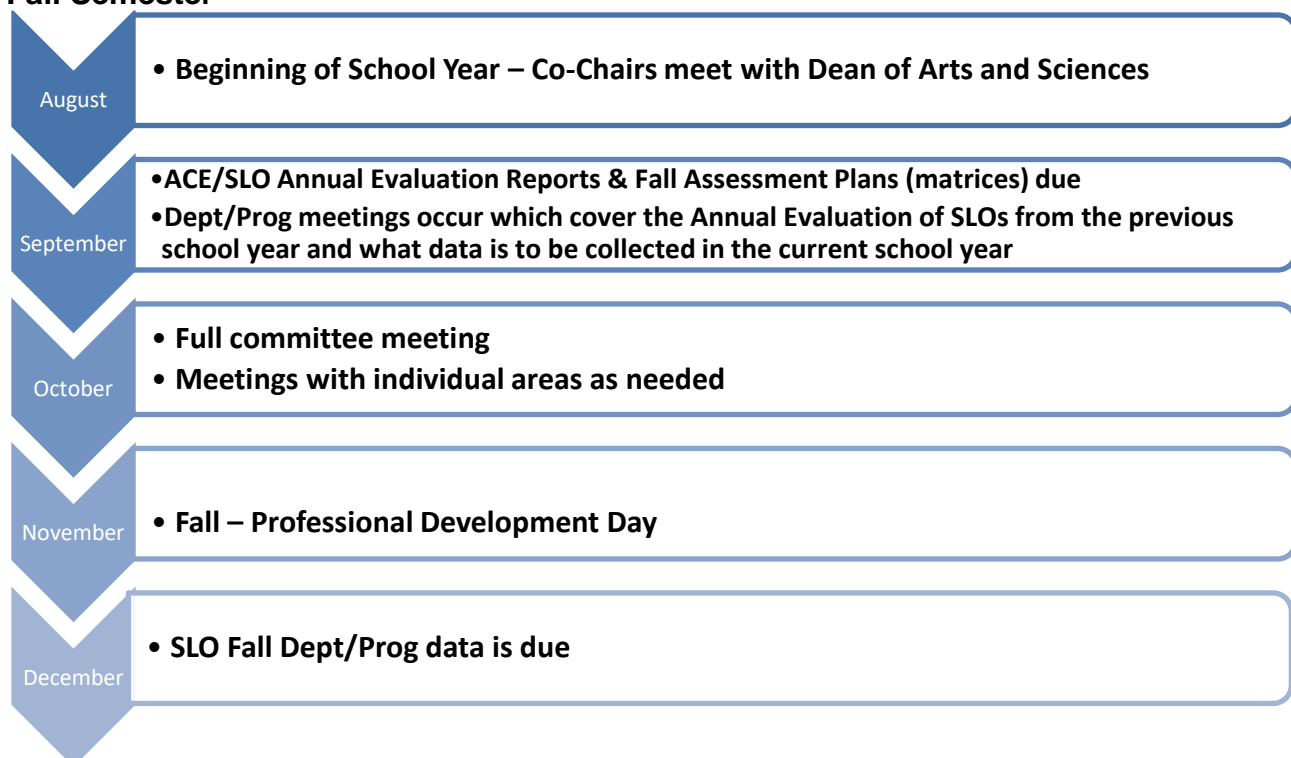 August
• Beginning of School Year – Co-Chairs meet with Dean of Arts and Sciences
September
•ACE/SLO Annual Evaluation Reports & Fall Assessment Plans (matrices) due
•Dept/Prog meetings occur which cover the Annual Evaluation of SLOs from the previous
school year and what data is to be collected in the current school year
October
• Full committee meeting
• Meetings with individual areas as needed
November
• Fall – Professional Development Day
December
• SLO Fall Dept/Prog data is due